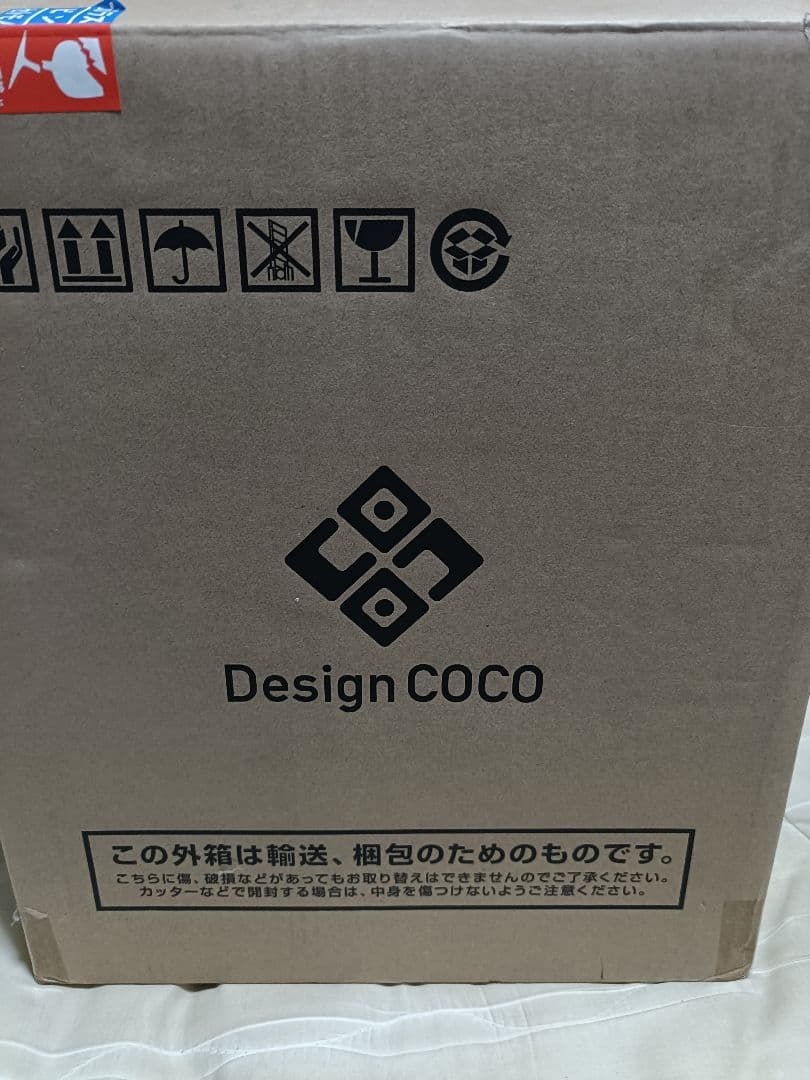 Design COCO
この外箱は輸送、梱包のためのものです。
こちらに傷、破損などがあってもお取り替えはできませんのでご了承ください。
カッターなどで開封する場合は、中身を傷つけないようご注意ください。